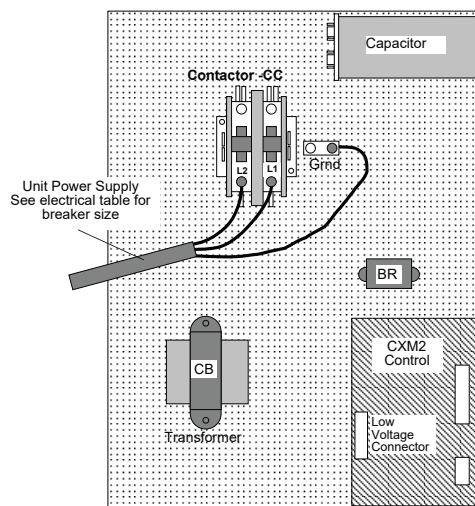 Capacitor
Contactor -CC
L2
L1
Grnd
Unit Power Supply
See electrical table for
breaker size
BR
CXM2
Control
CB
Low
Voltage
Connector
Transformer